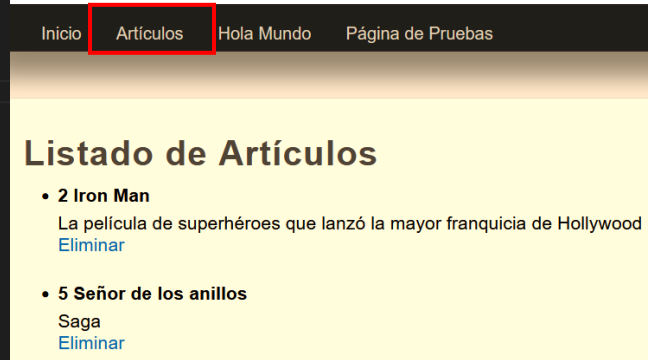 Inicio Artículos Hola Mundo Página de Pruebas
Listado de Artículos
• 2 Iron Man
La película de superhéroes que lanzó la mayor franquicia de Hollywood
Eliminar
• 5 Señor de los anillos
Saga
Eliminar